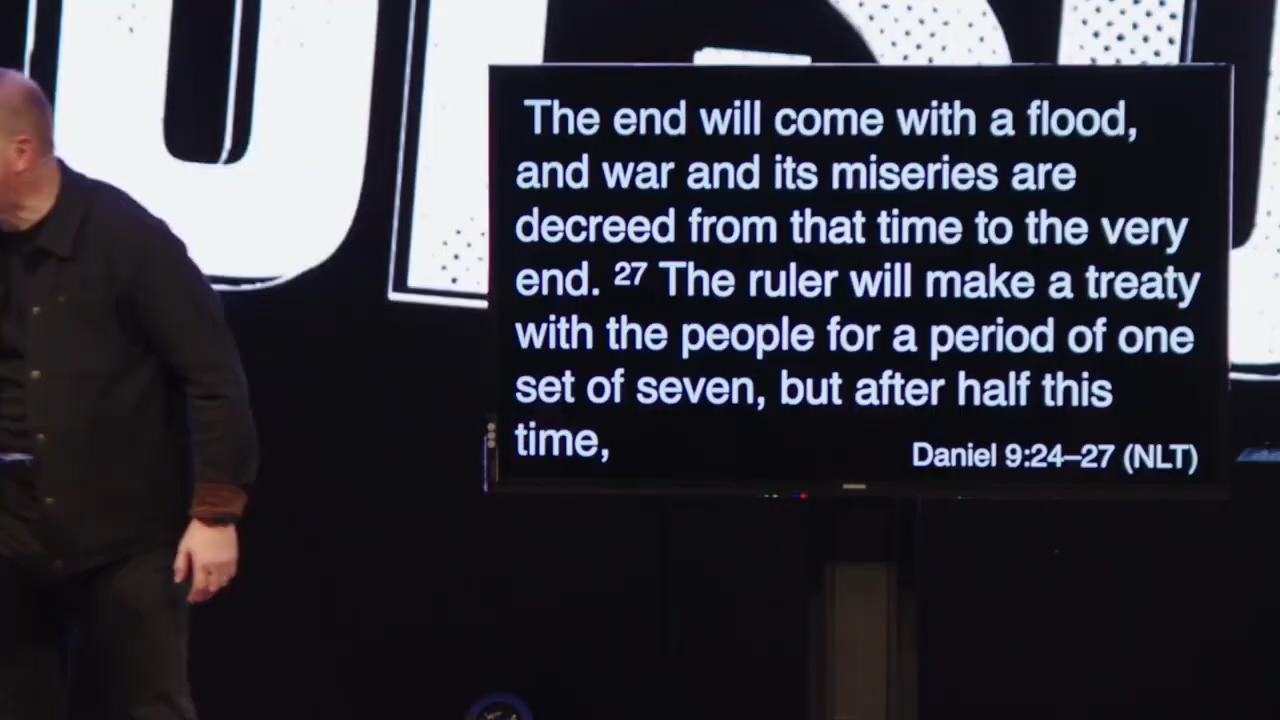 The end will come with a flood,
and war and its miseries are
decreed from that time to the very
end. 27 The ruler will make a treaty
with the people for a period of one
set of seven, but after half this
time,
Daniel 9:24–27 (NLT)